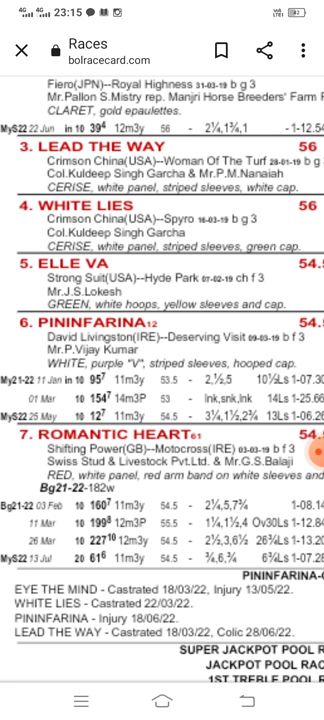 4G 4G 23:15 VoI LTE1
Races
bolracecard.com
Fiero(JPN)--Royal Highness 31-03-19 b g 3
Mr.Pallon S.Mistry rep. Manjri Horse Breeders' Farm
CLARET, gold epaulettes.
MyS22 22 Jun in 10 39⁴ 12m3y 56 - 2¼,1¾,1 - 1-12.54
3. LEAD THE WAY 56
Crimson China(USA)--Woman Of The Turf 28-01-19 b g
Col.Kuldeep Singh Garcha & Mr.P.M.Nanaiah
CERISE, white panel, striped sleeves, white cap.
4. WHITE LIES 56
Crimson China(USA)--Spyro 16-03-19 b g 3
Col.Kuldeep Singh Garcha
CERISE, white panel, striped sleeves, green cap.
5. ELLE VA 54.
Strong Suit(USA)--Hyde Park 07-02-19 ch f 3
Mr.J.S.Lokesh
GREEN, white hoops, yellow sleeves and cap.
6. PININFARINA12 54.
David Livingston(IRE)--Deserving Visit 09-03-19 b f 3
Mr.P.Vijay Kumar
WHITE, purple "V", striped sleeves, hooped cap.
My21-22 11 Jan in 10 95⁷ 11m3y 53.5 - 2,½,5 10½Ls 1-07.30
01 Mar 10 154⁷ 14m3P 53 - lnk,snk,lnk 14Ls 1-25.66
MyS22 25 May 10 12⁷ 11m3y 54.5 - 3¼,1½,2¾ 13Ls 1-06.2
7. ROMANTIC HEART61 54.
Shifting Power(GB)--Motocross(IRE) 03-03-19 b f 3
Swiss Stud & Livestock Pvt.Ltd. & Mr.G.S.Balaji
RED, white panel, red arm band on white sleeves and
Bg21-22-182w
Bg21-22 03 Feb 10 160⁷ 11m3y 54.5 - 2¼,5,7¾ 1-08.1
11 Mar 10 199⁸ 12m3P 55.5 - 1¼,1½,4 Ov30Ls 1-12.8
26 Mar 10 227¹⁰ 12m3y 54.5 - 2½,3,6½ 26¾Ls 1-13.2
MyS22 13 Jul 20 61⁶ 11m3y 54.5 - ¾,6,¾ 6¾Ls 1-07.2
PININFARINA-
EYE THE MIND - Castrated 18/03/22, Injury 13/05/22.
WHITE LIES - Castrated 22/03/22.
PININFARINA - Injury 18/06/22.
LEAD THE WAY - Castrated 18/03/22, Colic 28/06/22.
SUPER JACKPOT POOL R
JACKPOT POOL RAC
1ST TREBLE POOL R